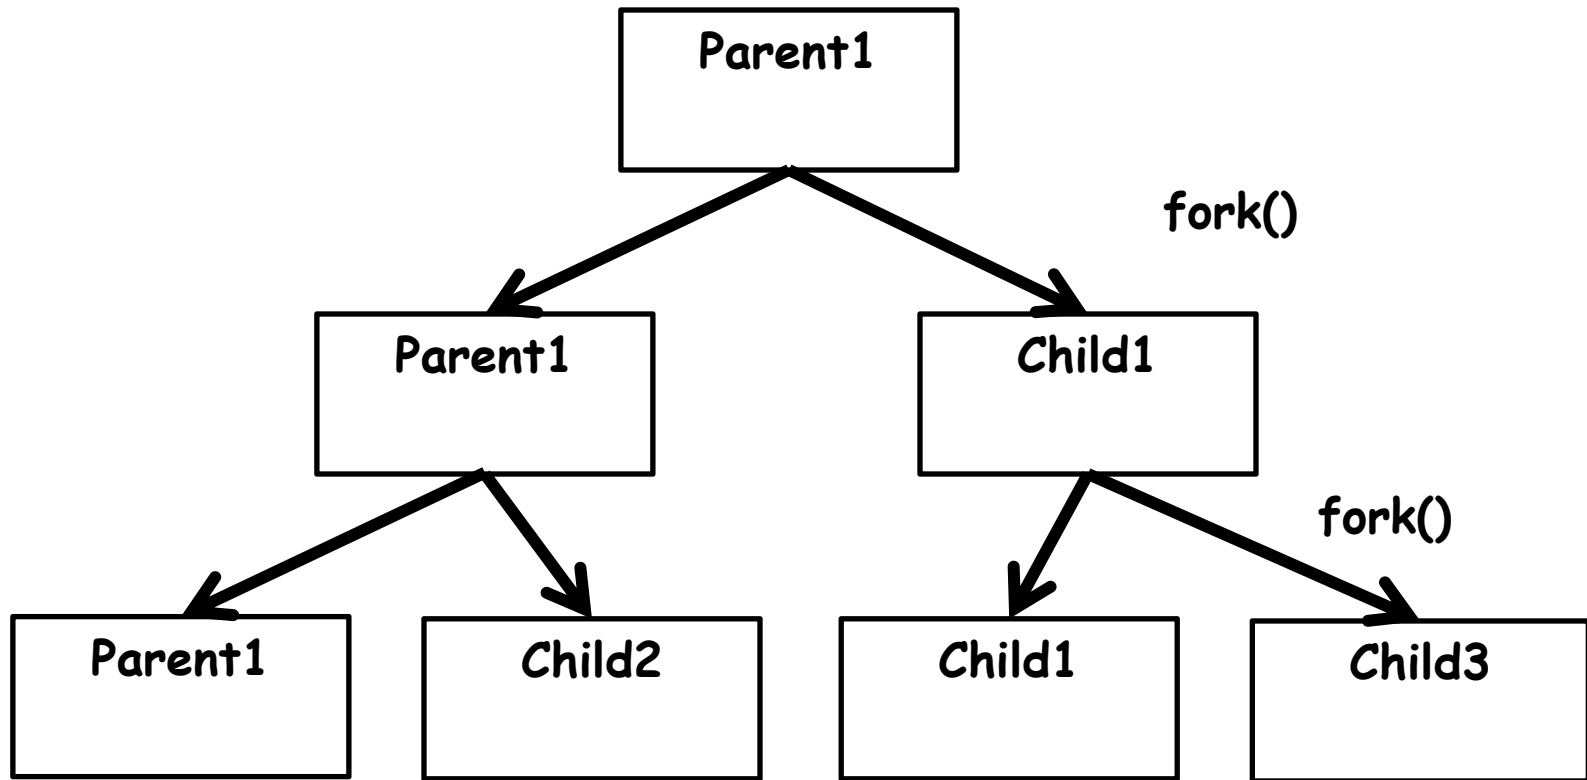 Parent1
fork()
Parent1
Child1
fork()
Parent1
Child2
Child1
Child3